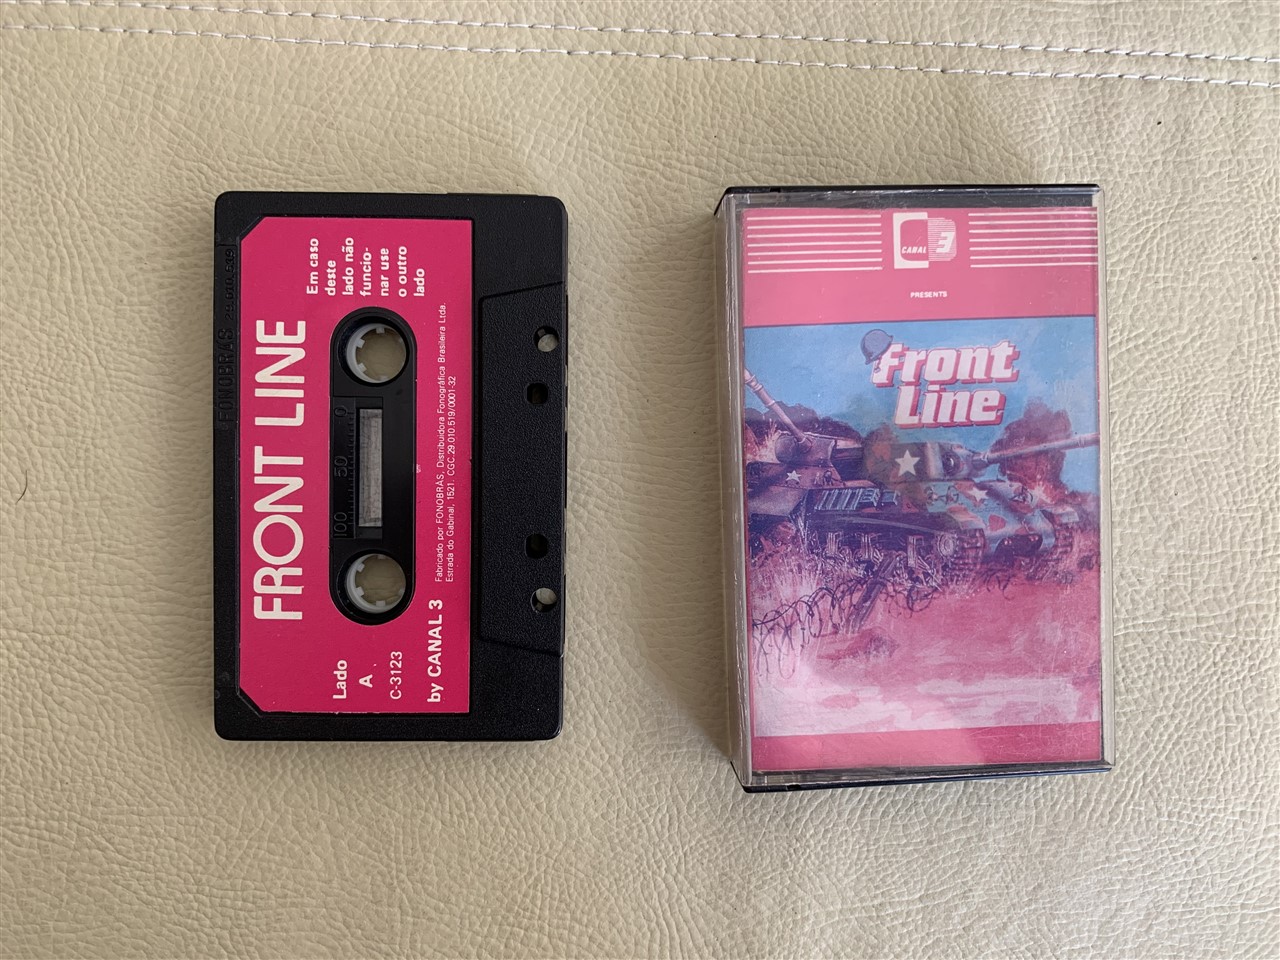 FRONT LINE
Em caso
deste
lado não
funcio-
nar use
o outro
lado
Lado
A
C-3123
100 50 0
Fabricado por FONOBRÁS, Distribuidora Fonográfica Brasileira Ltda.
Estrada do Gabinal, 1521. CGC.29.010.519/0001-32
by CANAL 3
FONOBRAS
CANAL 3
PRESENTS
Front
Line